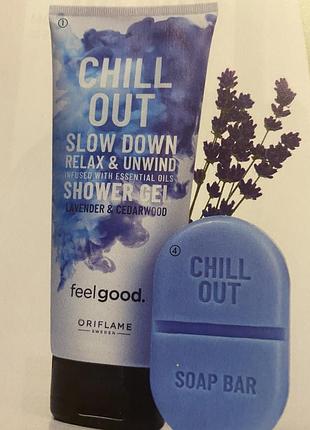 ①
CHILL
OUT
SLOW DOWN
RELAX & UNWIND
INFUSED WITH ESSENTIAL OILS
SHOWER GEL
LAVENDER & CEDARWOOD
feelgood.
ORIFLAME
SWEDEN
④
CHILL
OUT
SOAP BAR